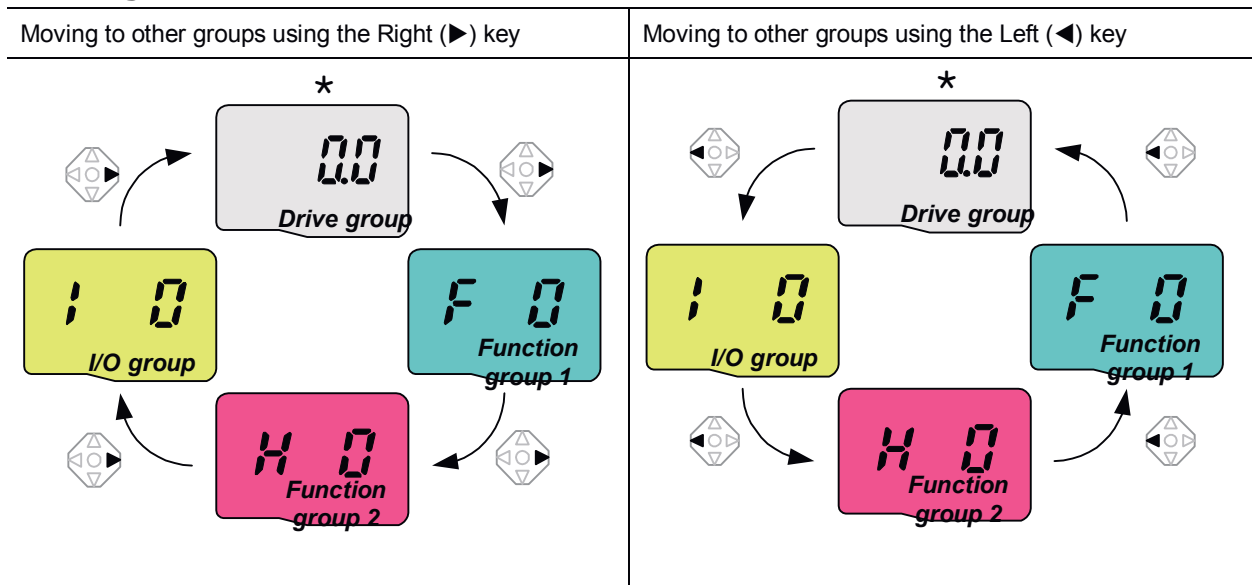 Moving to other groups using the Right (▶) key
Moving to other groups using the Left (◀) key
*
0.0
Drive group
I 0
I/O group
F 0
Function
group 1
H 0
Function
group 2
*
0.0
Drive group
I 0
I/O group
F 0
Function
group 1
H 0
Function
group 2